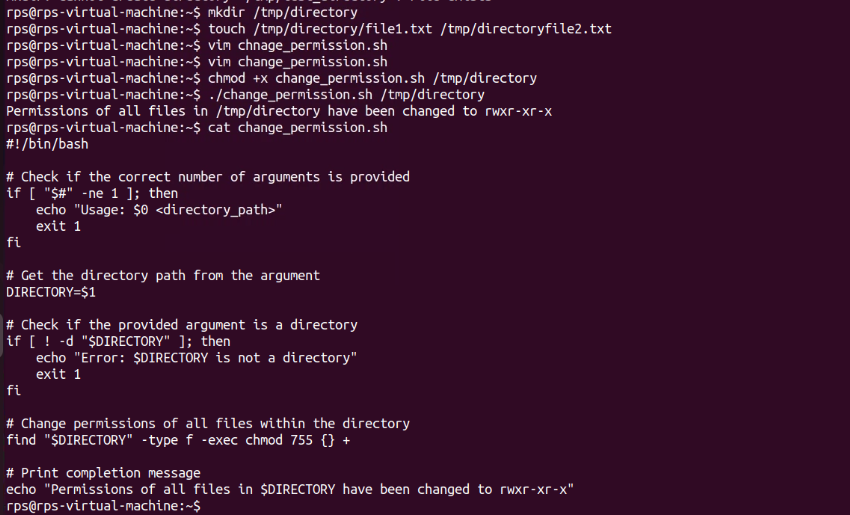 rps@rps-virtual-machine:~$ mkdir /tmp/directory
rps@rps-virtual-machine:~$ touch /tmp/directory/file1.txt /tmp/directoryfile2.txt
rps@rps-virtual-machine:~$ vim chnage_permission.sh
rps@rps-virtual-machine:~$ vim change_permission.sh
rps@rps-virtual-machine:~$ chmod +x change_permission.sh /tmp/directory
rps@rps-virtual-machine:~$ ./change_permission.sh /tmp/directory
Permissions of all files in /tmp/directory have been changed to rwxr-xr-x
rps@rps-virtual-machine:~$ cat change_permission.sh
#!/bin/bash

# Check if the correct number of arguments is provided
if [ "$#" -ne 1 ]; then
    echo "Usage: $0 <directory_path>"
    exit 1
fi

# Get the directory path from the argument
DIRECTORY=$1

# Check if the provided argument is a directory
if [ ! -d "$DIRECTORY" ]; then
    echo "Error: $DIRECTORY is not a directory"
    exit 1
fi

# Change permissions of all files within the directory
find "$DIRECTORY" -type f -exec chmod 755 {} +

# Print completion message
echo "Permissions of all files in $DIRECTORY have been changed to rwxr-xr-x"
rps@rps-virtual-machine:~$